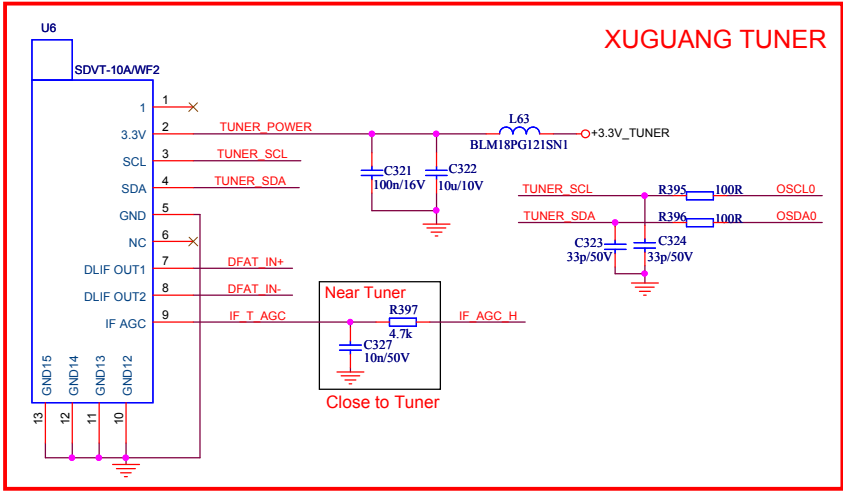 XUGUANG TUNER
U6
SDVT-10A/WF2
1 1
3.3V 2 TUNER_POWER
L63
BLM18PG121SN1
+3.3V_TUNER
SCL 3 TUNER_SCL
C321
100n/16V
C322
10u/10V
SDA 4 TUNER_SDA
TUNER_SCL R395 100R OSCL0
GND 5
TUNER_SDA R396 100R OSDA0
NC 6
C323
33p/50V
C324
33p/50V
DLIF OUT1 7 DFAT_IN+
DLIF OUT2 8 DFAT_IN-
Near Tuner
IF AGC 9 IF_T_AGC
R397
4.7k
IF_AGC_H
C327
10n/50V
Close to Tuner
GND15 GND14 GND13 GND12
13 12 11 10